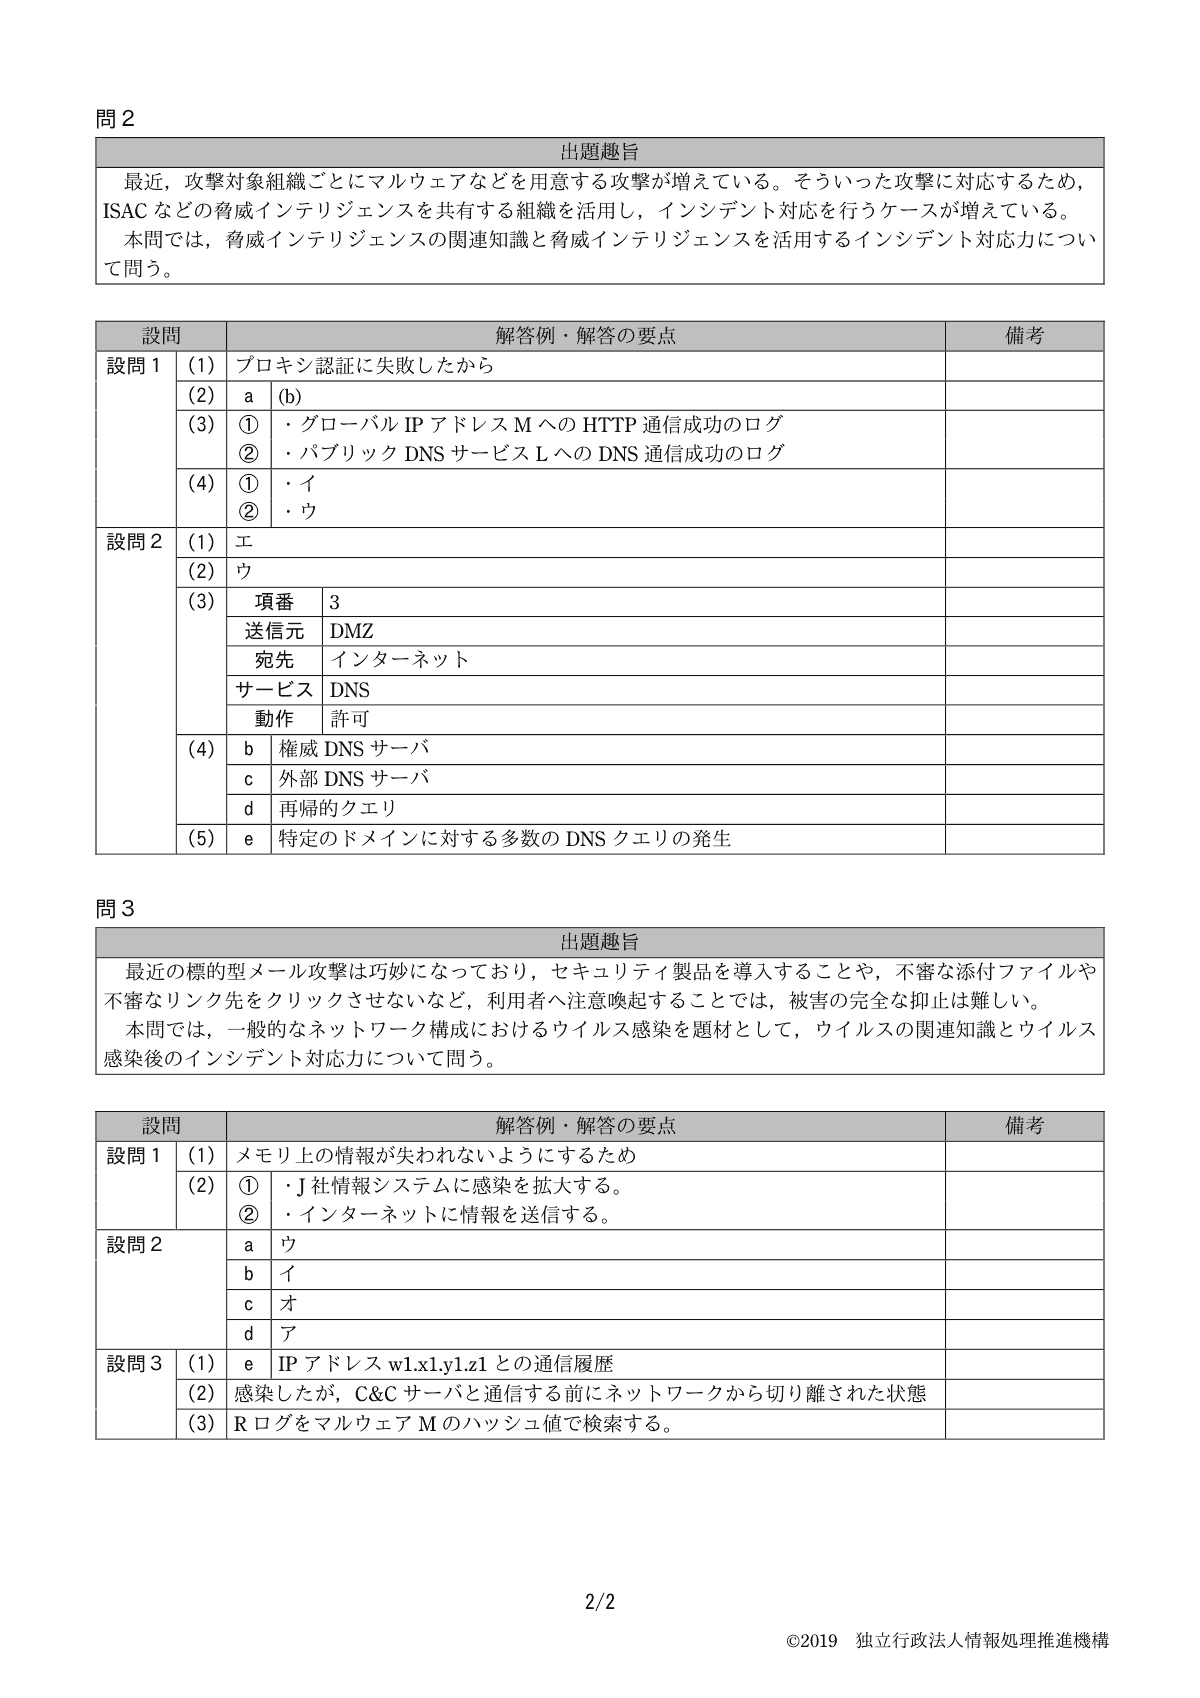 問２
出題趣旨
最近，攻撃対象組織ごとにマルウェアなどを用意する攻撃が増えている。そういった攻撃に対応するため，
ISAC などの脅威インテリジェンスを共有する組織を活用し，インシデント対応を行うケースが増えている。
本問では，脅威インテリジェンスの関連知識と脅威インテリジェンスを活用するインシデント対応力につい
て問う。
設問 解答例・解答の要点 備考
設問１ (1) プロキシ認証に失敗したから
(2) a (b)
(3) ① ・グローバル IP アドレス M への HTTP 通信成功のログ
② ・パブリック DNS サービス L への DNS 通信成功のログ
(4) ① ・イ
② ・ウ
設問２ (1) エ
(2) ウ
(3) 項番 3
送信元 DMZ
宛先 インターネット
サービス DNS
動作 許可
(4) b 権威 DNS サーバ
c 外部 DNS サーバ
d 再帰的クエリ
(5) e 特定のドメインに対する多数の DNS クエリの発生
問３
出題趣旨
最近の標的型メール攻撃は巧妙になっており，セキュリティ製品を導入することや，不審な添付ファイルや
不審なリンク先をクリックさせないなど，利用者へ注意喚起することでは，被害の完全な抑止は難しい。
本問では，一般的なネットワーク構成におけるウイルス感染を題材として，ウイルスの関連知識とウイルス
感染後のインシデント対応力について問う。
設問 解答例・解答の要点 備考
設問１ (1) メモリ上の情報が失われないようにするため
(2) ① ・J 社情報システムに感染を拡大する。
② ・インターネットに情報を送信する。
設問２ a ウ
b イ
c オ
d ア
設問３ (1) e IP アドレス w1.x1.y1.z1 との通信履歴
(2) 感染したが，C&C サーバと通信する前にネットワークから切り離された状態
(3) R ログをマルウェア M のハッシュ値で検索する。
2/2
©2019 独立行政法人情報処理推進機構